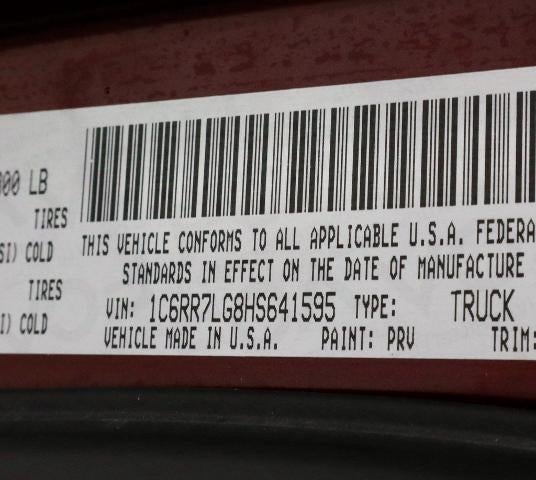 000 LB
TIRES
SI) COLD
TIRES
I) COLD
THIS VEHICLE CONFORMS TO ALL APPLICABLE U.S.A. FEDERA
STANDARDS IN EFFECT ON THE DATE OF MANUFACTURE
VIN: 1C6RR7LG8HS641595 TYPE: TRUCK
VEHICLE MADE IN U.S.A. PAINT: PRV TRIM: